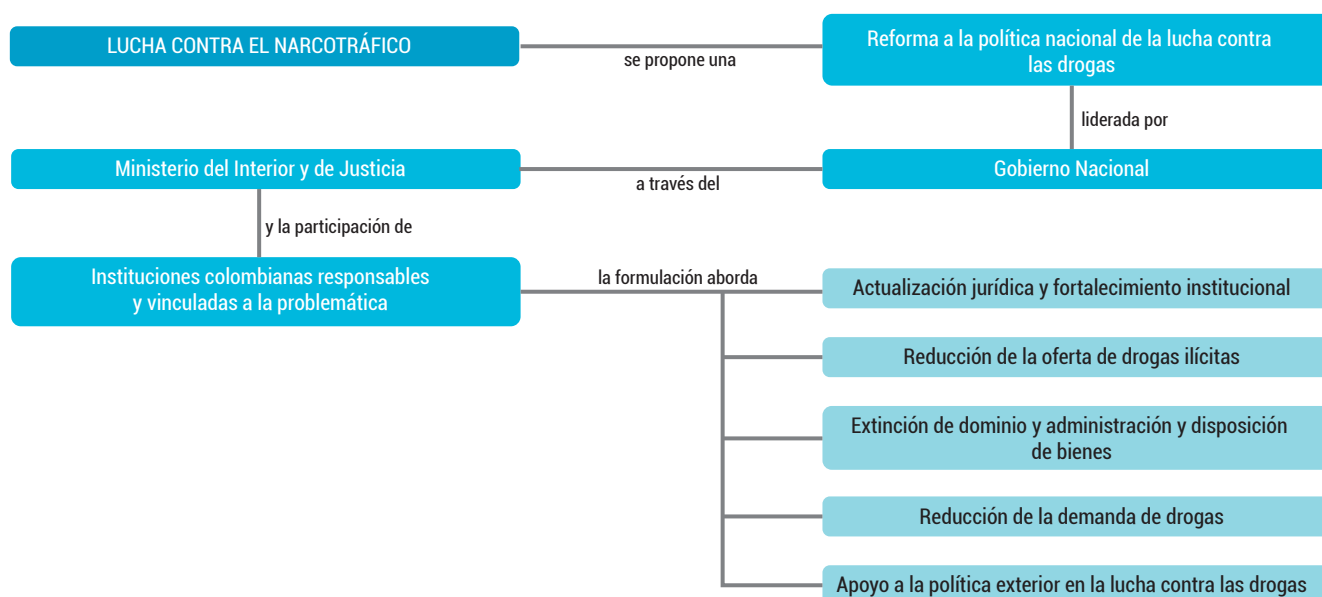 LUCHA CONTRA EL NARCOTRÁFICO
se propone una
Reforma a la política nacional de la lucha contra
las drogas
liderada por
Gobierno Nacional
a través del
Ministerio del Interior y de Justicia
y la participación de
Instituciones colombianas responsables
y vinculadas a la problemática
la formulación aborda
Actualización jurídica y fortalecimiento institucional
Reducción de la oferta de drogas ilícitas
Extinción de dominio y administración y disposición
de bienes
Reducción de la demanda de drogas
Apoyo a la política exterior en la lucha contra las drogas